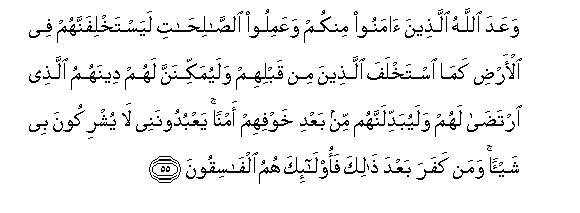 وَعَدَ ٱللَّهُ ٱلَّذِينَ ءَامَنُوا۟ مِنكُمْ وَعَمِلُوا۟ ٱلصَّـٰلِحَـٰتِ لَيَسْتَخْلِفَنَّهُمْ فِى
ٱلْأَرْضِ كَمَا ٱسْتَخْلَفَ ٱلَّذِينَ مِن قَبْلِهِمْ وَلَيُمَكِّنَنَّ لَهُمْ دِينَهُمُ ٱلَّذِى
ٱرْتَضَىٰ لَهُمْ وَلَيُبَدِّلَنَّهُم مِّنۢ بَعْدِ خَوْفِهِمْ أَمْنًا ۚ يَعْبُدُونَنِى لَا يُشْرِكُونَ بِى
شَيْـًٔا ۚ وَمَن كَفَرَ بَعْدَ ذَٰلِكَ فَأُو۟لَـٰٓئِكَ هُمُ ٱلْفَـٰسِقُونَ ٥٥